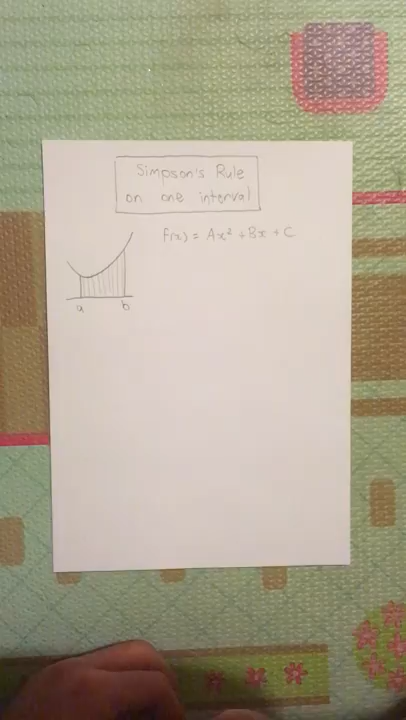 Simpson's Rule
on one interval
f(x) = Ax² + Bx + C
a b